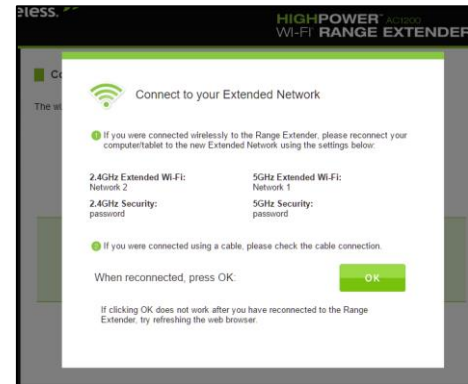 eless.
HIGHPOWER™ AC1200
WI-FI® RANGE EXTENDER
Co
The wi
Connect to your Extended Network
If you were connected wirelessly to the Range Extender, please reconnect your
computer/tablet to the new Extended Network using the settings below:
2.4GHz Extended Wi-Fi: 5GHz Extended Wi-Fi:
Network 2 Network 1
2.4GHz Security: 5GHz Security:
password password
If you were connected using a cable, please check the cable connection.
When reconnected, press OK: OK
If clicking OK does not work after you have reconnected to the Range
Extender, try refreshing the web browser.